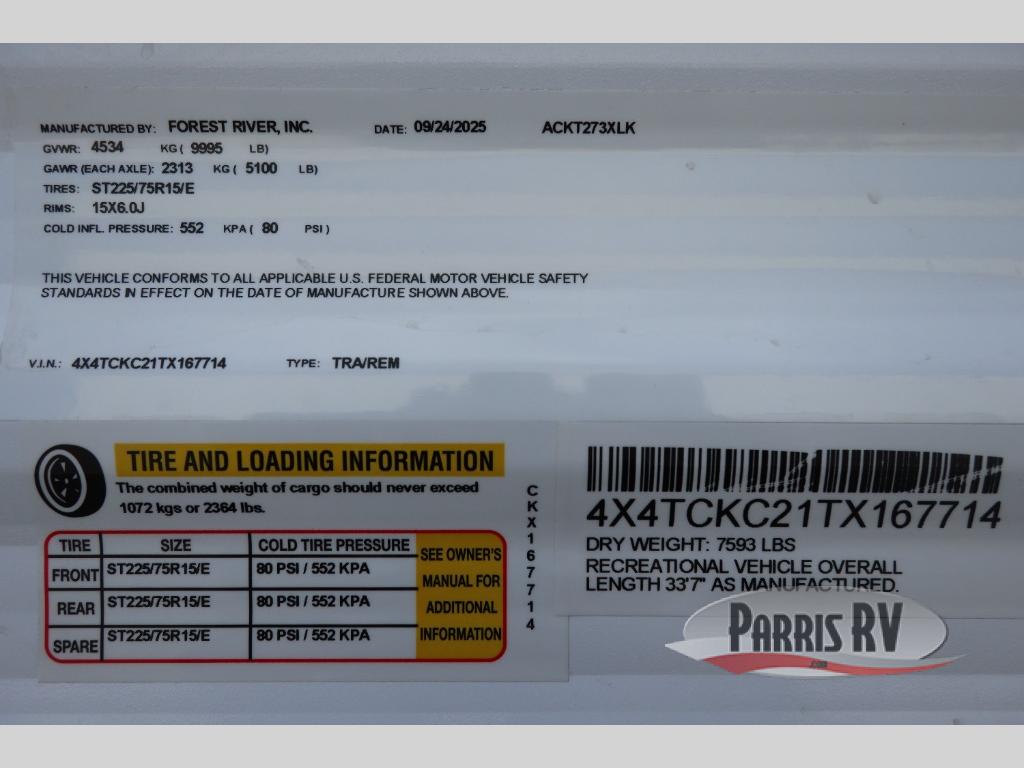 MANUFACTURED BY: FOREST RIVER, INC. DATE: 09/24/2025 ACKT273XLK
GVWR: 4534 KG ( 9995 LB)
GAWR (EACH AXLE): 2313 KG ( 5100 LB)
TIRES: ST225/75R15/E
RIMS: 15X6.0J
COLD INFL. PRESSURE: 552 KPA ( 80 PSI )
THIS VEHICLE CONFORMS TO ALL APPLICABLE U.S. FEDERAL MOTOR VEHICLE SAFETY
STANDARDS IN EFFECT ON THE DATE OF MANUFACTURE SHOWN ABOVE.
V.I.N.: 4X4TCKC21TX167714 TYPE: TRA/REM
TIRE AND LOADING INFORMATION
The combined weight of cargo should never exceed
1072 kgs or 2364 lbs.
TIRE SIZE COLD TIRE PRESSURE
FRONT ST225/75R15/E 80 PSI / 552 KPA
REAR ST225/75R15/E 80 PSI / 552 KPA
SPARE ST225/75R15/E 80 PSI / 552 KPA
SEE OWNER'S
MANUAL FOR
ADDITIONAL
INFORMATION
CKX167714
4X4TCKC21TX167714
DRY WEIGHT: 7593 LBS
RECREATIONAL VEHICLE OVERALL
LENGTH 33'7" AS MANUFACTURED.
PARRIS RV
.com